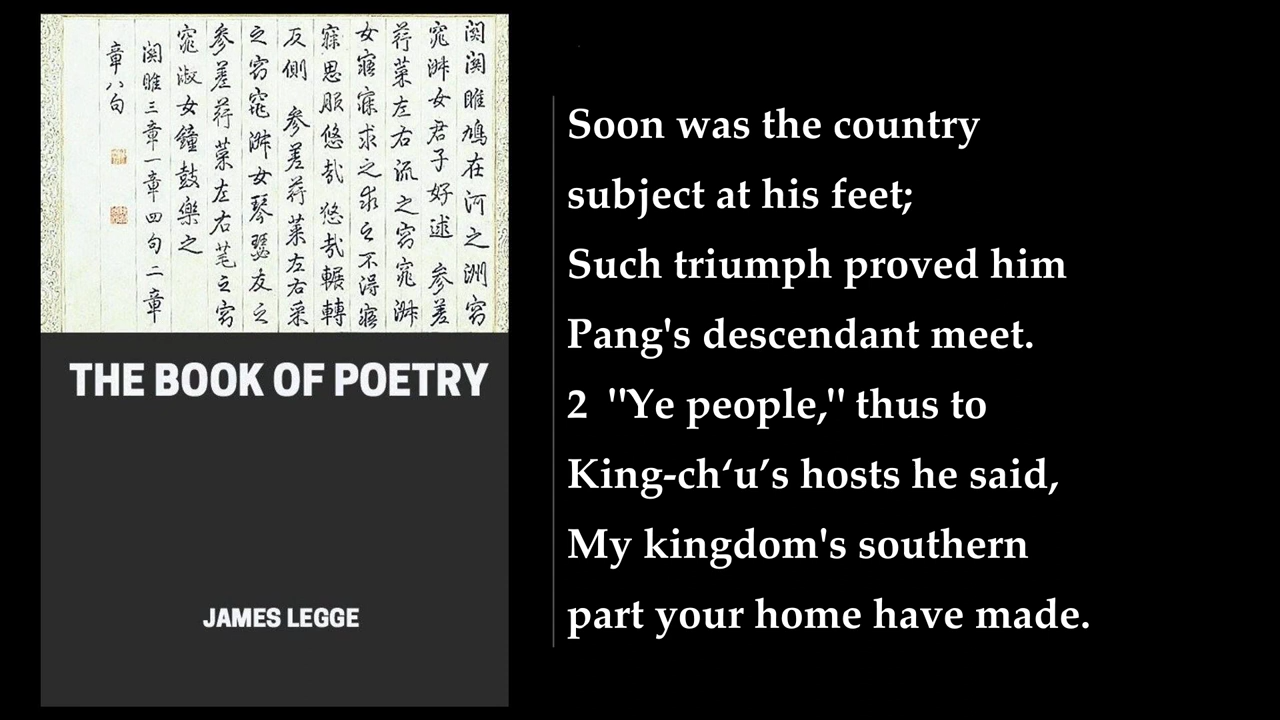 關關雎鳩在河之洲窈
窕淑女君子好逑 參差
荇菜左右流之窈窕淑
女寤寐求之求之不得寤
寐思服悠哉悠哉輾轉
反側 參差荇菜左右采
之窈窕淑女琴瑟友之
參差荇菜左右芼之窈
窕淑女鐘鼓樂之
關雎三章一章四句二章
章八句
THE BOOK OF POETRY
JAMES LEGGE
Soon was the country
subject at his feet;
Such triumph proved him
Pang's descendant meet.
2 "Ye people," thus to
King-ch‘u’s hosts he said,
My kingdom's southern
part your home have made.